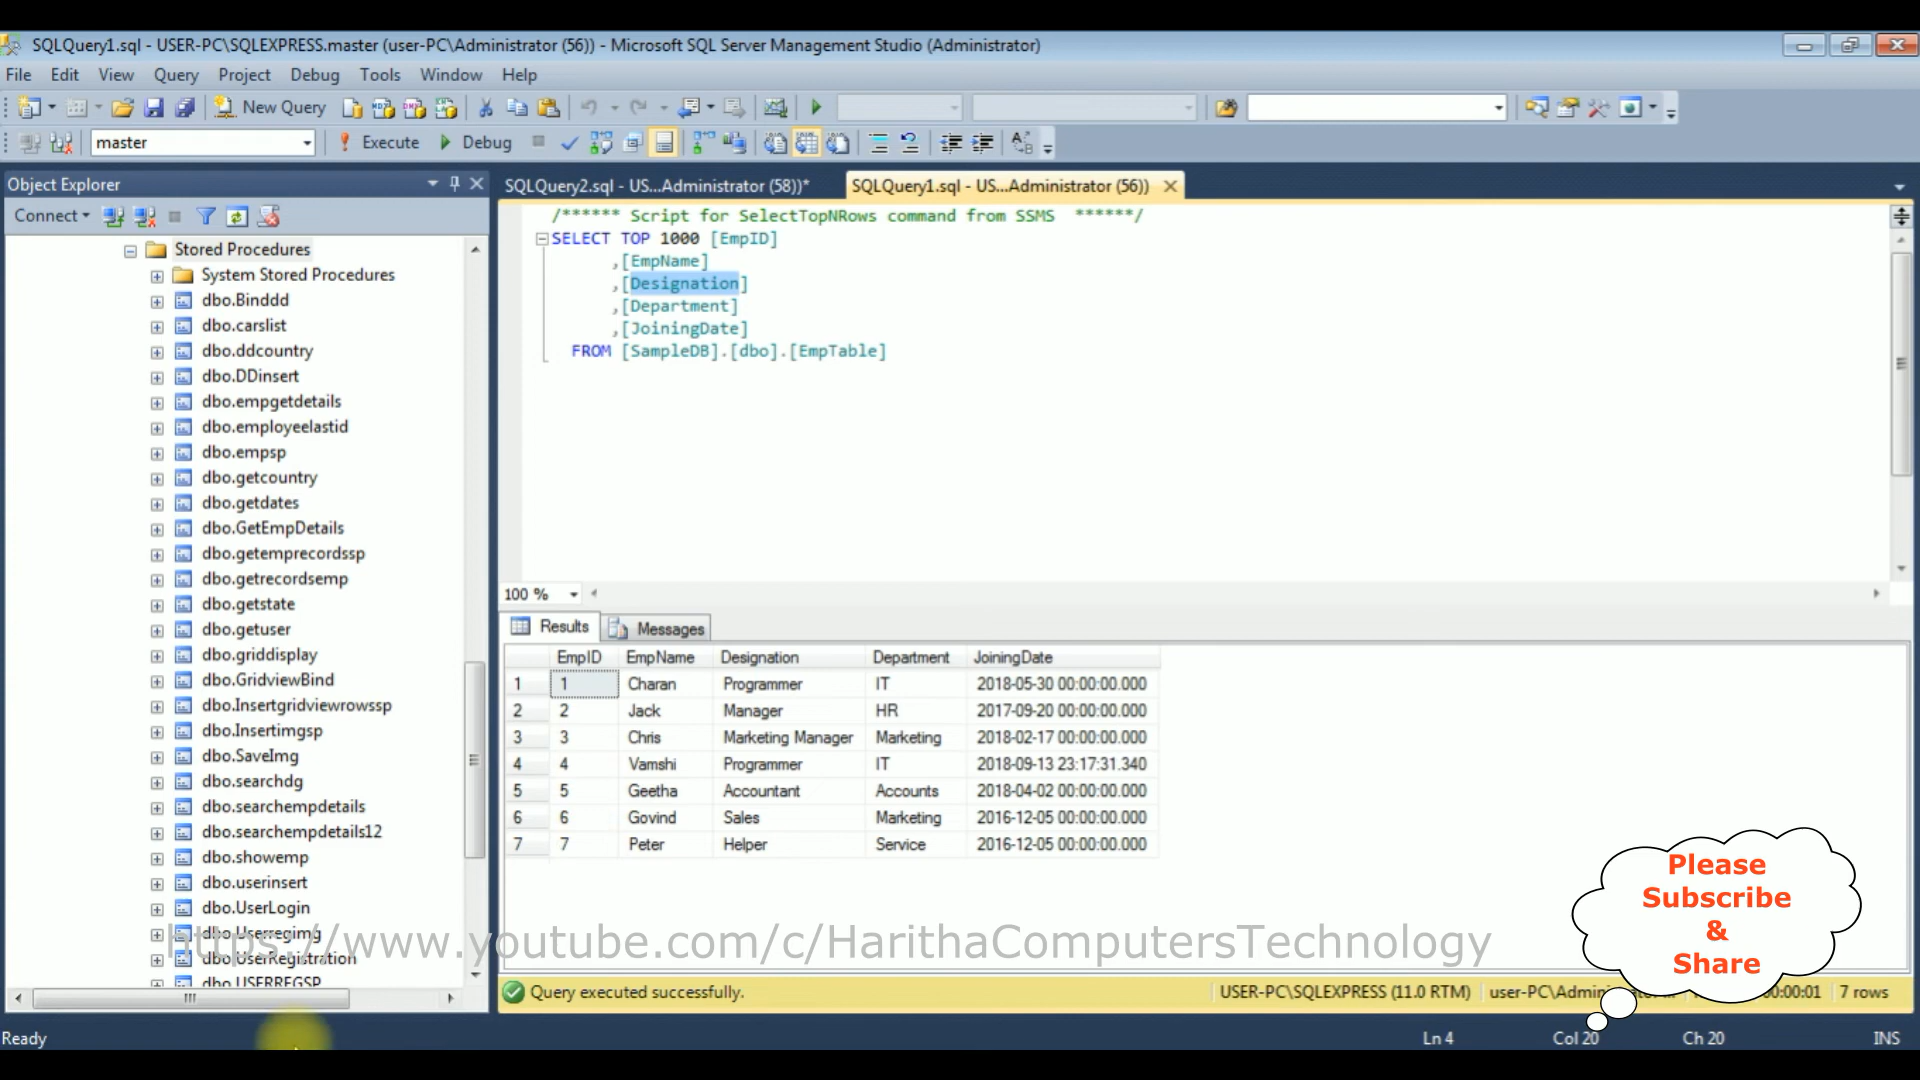 SQLQuery1.sql - USER-PC\SQLEXPRESS.master (user-PC\Administrator (56)) - Microsoft SQL Server Management Studio (Administrator)
File Edit View Query Project Debug Tools Window Help
New Query
master Execute Debug
Object Explorer
SQLQuery2.sql - US...Administrator (58))* SQLQuery1.sql - US...Administrator (56))
Connect
Stored Procedures
System Stored Procedures
dbo.Binddd
dbo.carslist
dbo.ddcountry
dbo.DDinsert
dbo.empgetdetails
dbo.employeelastid
dbo.empsp
dbo.getcountry
dbo.getdates
dbo.GetEmpDetails
dbo.getemprecordssp
dbo.getrecordsemp
dbo.getstate
dbo.getuser
dbo.griddisplay
dbo.GridviewBind
dbo.Insertgridviewrowssp
dbo.Insertimgsp
dbo.SaveImg
dbo.searchdg
dbo.searchempdetails
dbo.searchempdetails12
dbo.showemp
dbo.userinsert
dbo.UserLogin
dbo.Userregimg
dbo.UserRegistration
dbo.USERREGSP
/****** Script for SelectTopNRows command from SSMS ******/
SELECT TOP 1000 [EmpID]
,[EmpName]
,[Designation]
,[Department]
,[JoiningDate]
FROM [SampleDB].[dbo].[EmpTable]
100 %
Results Messages
EmpID EmpName Designation Department JoiningDate
1 1 Charan Programmer IT 2018-05-30 00:00:00.000
2 2 Jack Manager HR 2017-09-20 00:00:00.000
3 3 Chris Marketing Manager Marketing 2018-02-17 00:00:00.000
4 4 Vamshi Programmer IT 2018-09-13 23:17:31.340
5 5 Geetha Accountant Accounts 2018-04-02 00:00:00.000
6 6 Govind Sales Marketing 2016-12-05 00:00:00.000
7 7 Peter Helper Service 2016-12-05 00:00:00.000
https://www.youtube.com/c/HarithaComputersTechnology
Please
Subscribe
&
Share
Query executed successfully. USER-PC\SQLEXPRESS (11.0 RTM) 7 rows
Ready Ln 4 Col 20 Ch 20 INS